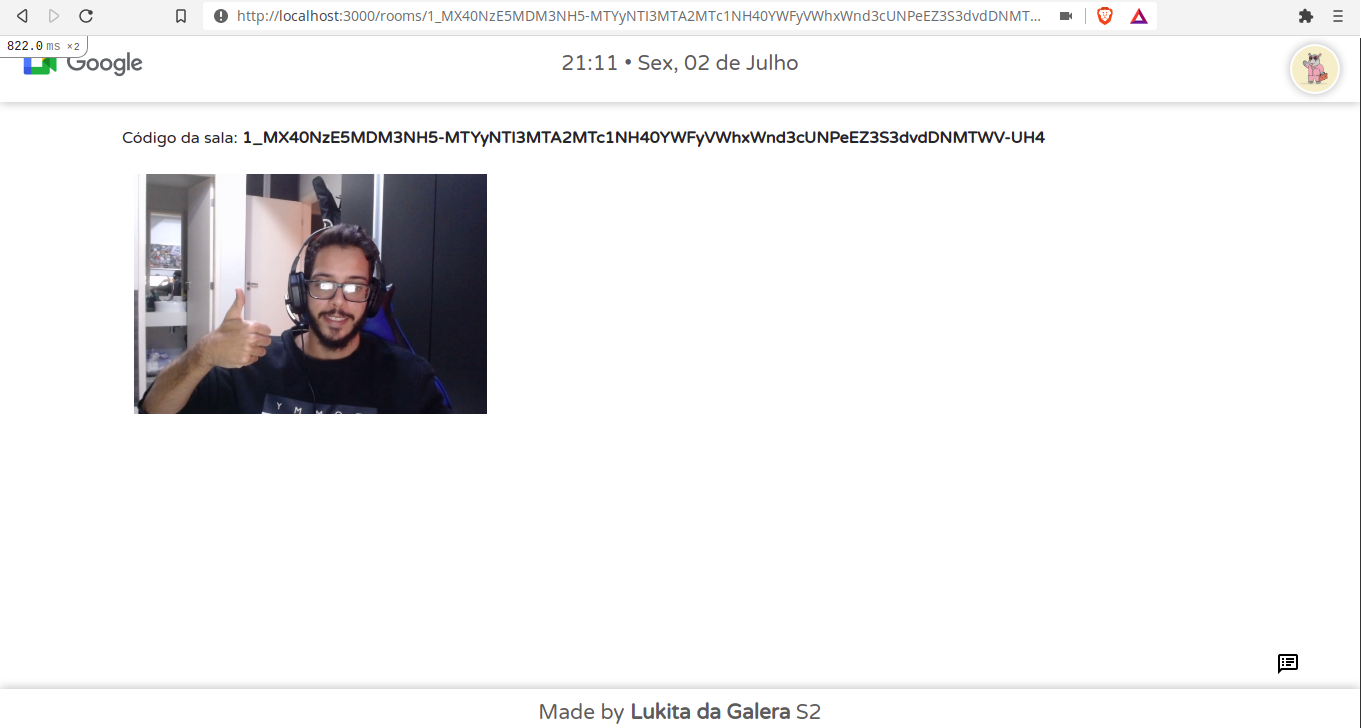 http://localhost:3000/rooms/1_MX40NzE5MDM3NH5-MTYyNTI3MTA2MTc1NH40YWFyVWhxWnd3cUNPeEZ3S3dvdDNMT...
822.0 ms ×2
Google
21:11 • Sex, 02 de Julho
Código da sala: 1_MX40NzE5MDM3NH5-MTYyNTI3MTA2MTc1NH40YWFyVWhxWnd3cUNPeEZ3S3dvdDNMTWV-UH4
Made by Lukita da Galera S2